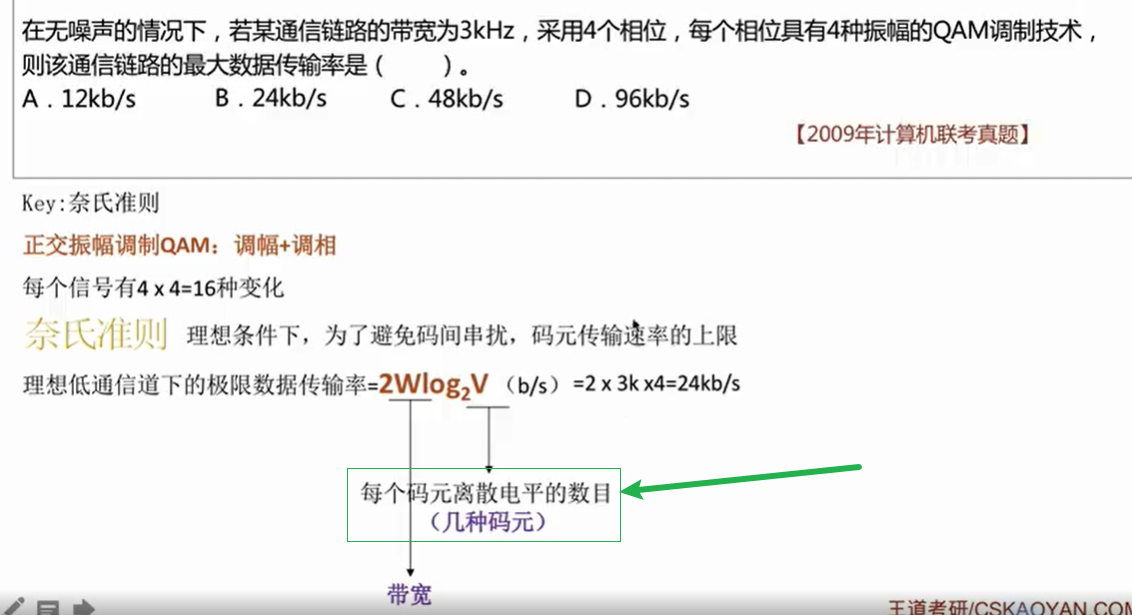 在无噪声的情况下，若某通信链路的带宽为3kHz，采用4个相位，每个相位具有4种振幅的QAM调制技术，
则该通信链路的最大数据传输率是（　　）。
A．12kb/s　B．24kb/s　C．48kb/s　D．96kb/s
【2009年计算机联考真题】
Key:奈氏准则
正交振幅调制QAM：调幅+调相
每个信号有4 x 4=16种变化
奈氏准则 理想条件下，为了避免码间串扰，码元传输速率的上限
理想低通信道下的极限数据传输率=2Wlog₂V（b/s）=2 x 3k x4=24kb/s
每个码元离散电平的数目
（几种码元）
带宽
王道考研/CSKAOYAN.COM